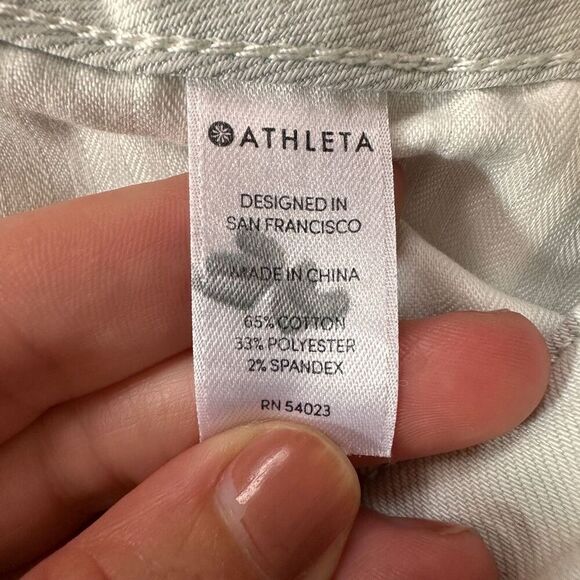 ATHLETA
DESIGNED IN
SAN FRANCISCO
MADE IN CHINA
65% COTTON
33% POLYESTER
2% SPANDEX
RN 54023